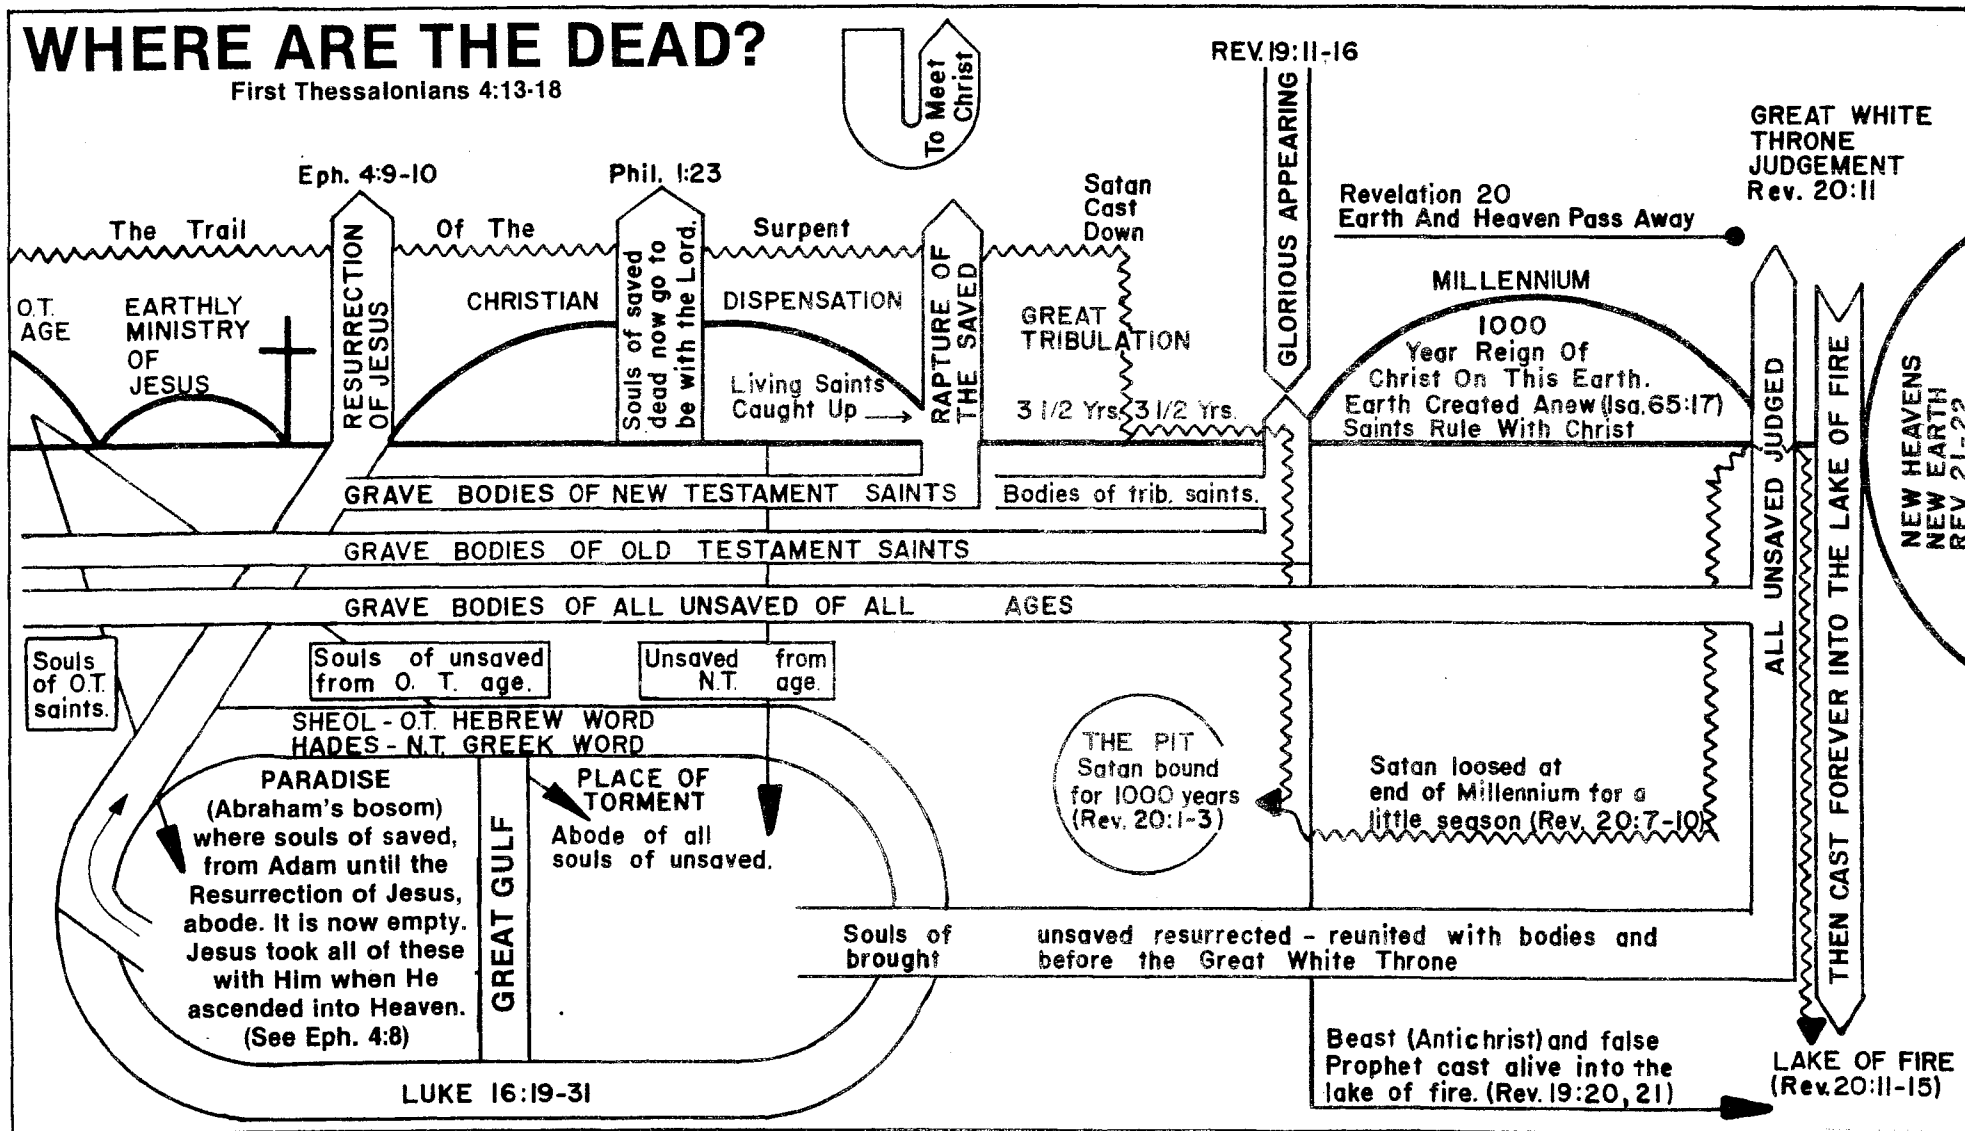 WHERE ARE THE DEAD?
First Thessalonians 4:13-18
To Meet
Christ
REV. 19:11-16
GREAT WHITE
THRONE
JUDGEMENT
Rev. 20:11
Eph. 4:9-10
Phil. 1:23
Satan
Cast
Down
Revelation 20
Earth And Heaven Pass Away
The Trail Of The Surpent
O.T.
AGE
EARTHLY
MINISTRY
OF
JESUS
RESURRECTION
OF JESUS
CHRISTIAN DISPENSATION
Souls of saved
dead now go to
be with the Lord.
Living Saints
Caught Up
RAPTURE OF
THE SAVED
GREAT
TRIBULATION
3 1/2 Yrs. 3 1/2 Yrs.
GLORIOUS APPEARING
MILLENNIUM
1000
Year Reign Of
Christ On This Earth.
Earth Created Anew (Isa. 65:17)
Saints Rule With Christ
ALL UNSAVED JUDGED
THEN CAST FOREVER INTO THE LAKE OF FIRE
NEW HEAVENS
NEW EARTH
REV 21-22
GRAVE BODIES OF NEW TESTAMENT SAINTS
Bodies of trib. saints.
GRAVE BODIES OF OLD TESTAMENT SAINTS
GRAVE BODIES OF ALL UNSAVED OF ALL AGES
Souls
of O.T.
saints.
Souls of unsaved
from O. T. age.
Unsaved from
N.T. age.
SHEOL - O.T. HEBREW WORD
HADES - N.T. GREEK WORD
PARADISE
(Abraham's bosom)
where souls of saved,
from Adam until the
Resurrection of Jesus,
abode. It is now empty.
Jesus took all of these
with Him when He
ascended into Heaven.
(See Eph. 4:8)
GREAT GULF
PLACE OF
TORMENT
Abode of all
souls of unsaved.
LUKE 16:19-31
THE PIT
Satan bound
for 1000 years
(Rev. 20:1-3)
Satan loosed at
end of Millennium for a
little season (Rev. 20:7-10)
Souls of unsaved resurrected - reunited with bodies and
brought before the Great White Throne
Beast (Antichrist) and false
Prophet cast alive into the
lake of fire. (Rev. 19:20, 21)
LAKE OF FIRE
(Rev. 20:11-15)